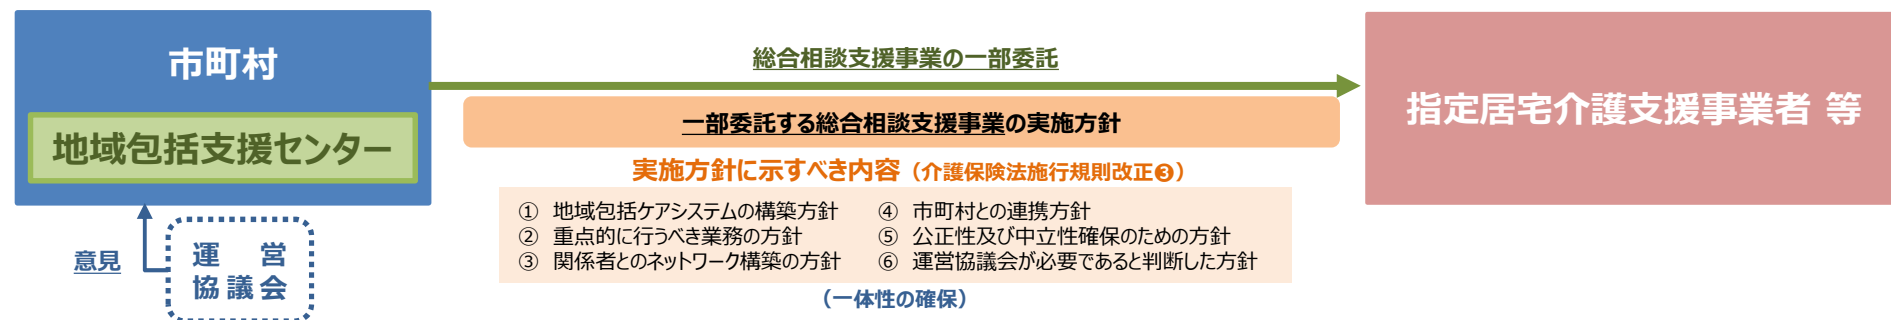 市町村
地域包括支援センター
意見
運 営
協議会
総合相談支援事業の一部委託
一部委託する総合相談支援事業の実施方針
実施方針に示すべき内容（介護保険法施行規則改正❸）
① 地域包括ケアシステムの構築方針
② 重点的に行うべき業務の方針
③ 関係者とのネットワーク構築の方針
④ 市町村との連携方針
⑤ 公正性及び中立性確保のための方針
⑥ 運営協議会が必要であると判断した方針
（一体性の確保）
指定居宅介護支援事業者 等